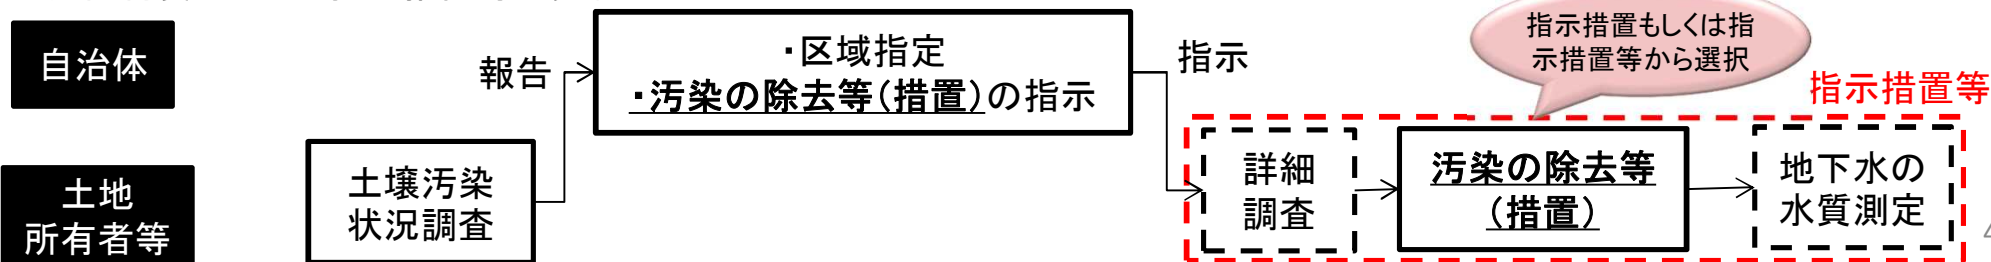 自治体
報告
・区域指定
・汚染の除去等(措置)の指示
指示
指示措置もしくは指
示措置等から選択
指示措置等
土地
所有者等
土壌汚染
状況調査
詳細
調査
汚染の除去等
(措置)
地下水の
水質測定